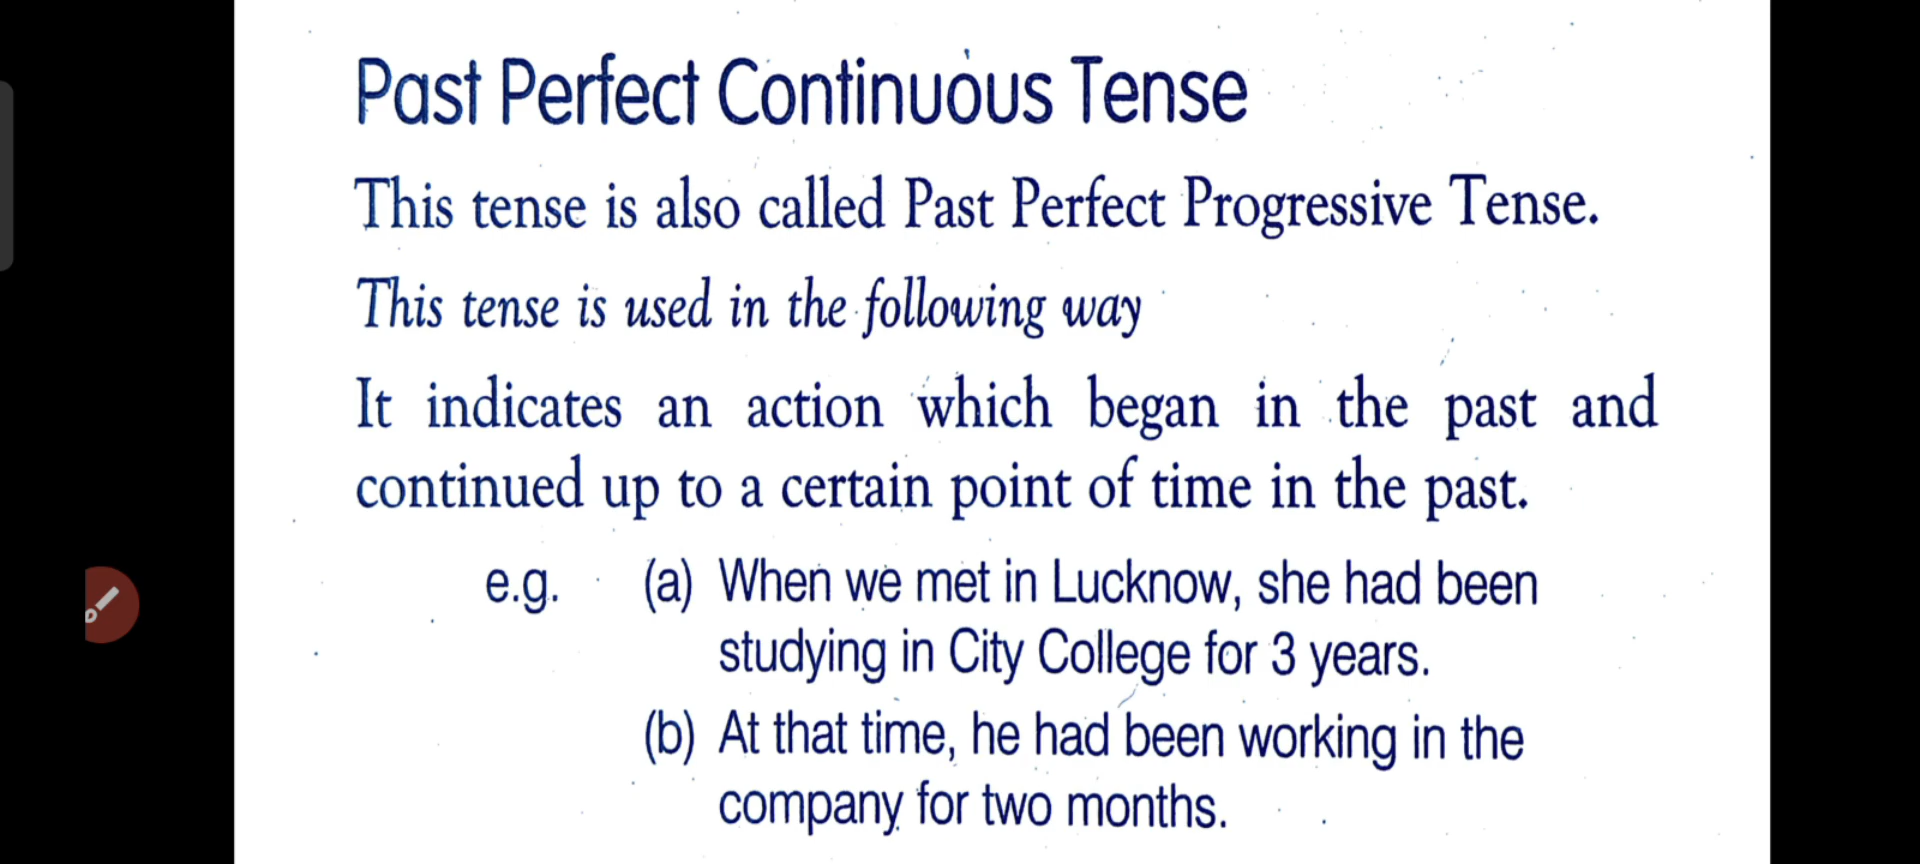 Past Perfect Continuous Tense
This tense is also called Past Perfect Progressive Tense.
This tense is used in the following way
It indicates an action which began in the past and
continued up to a certain point of time in the past.
e.g. (a) When we met in Lucknow, she had been
studying in City College for 3 years.
(b) At that time, he had been working in the
company for two months.